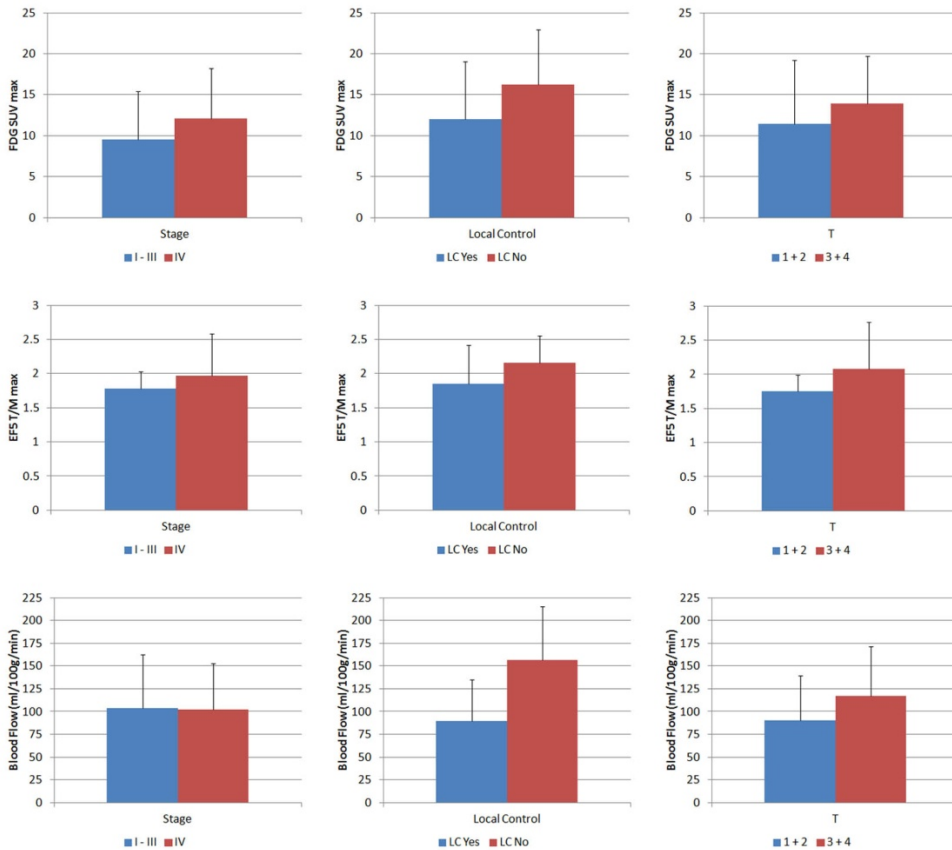 FDG SUV max
25
20
15
10
5
0
Stage
I - III IV
FDG SUV max
25
20
15
10
5
0
Local Control
LC Yes LC No
FDG SUV max
25
20
15
10
5
0
T
1 + 2 3 + 4
EF5 T/M max
3
2.5
2
1.5
1
0.5
0
Stage
I - III IV
EF5 T/M max
3
2.5
2
1.5
1
0.5
0
Local Control
LC Yes LC No
EF5 T/M max
3
2.5
2
1.5
1
0.5
0
T
1 + 2 3 + 4
Blood Flow (ml/100g/min)
225
200
175
150
125
100
75
50
25
0
Stage
I - III IV
Blood Flow (ml/100g/min)
225
200
175
150
125
100
75
50
25
0
Local Control
LC Yes LC No
Blood Flow (ml/100g/min)
225
200
175
150
125
100
75
50
25
0
T
1 + 2 3 + 4